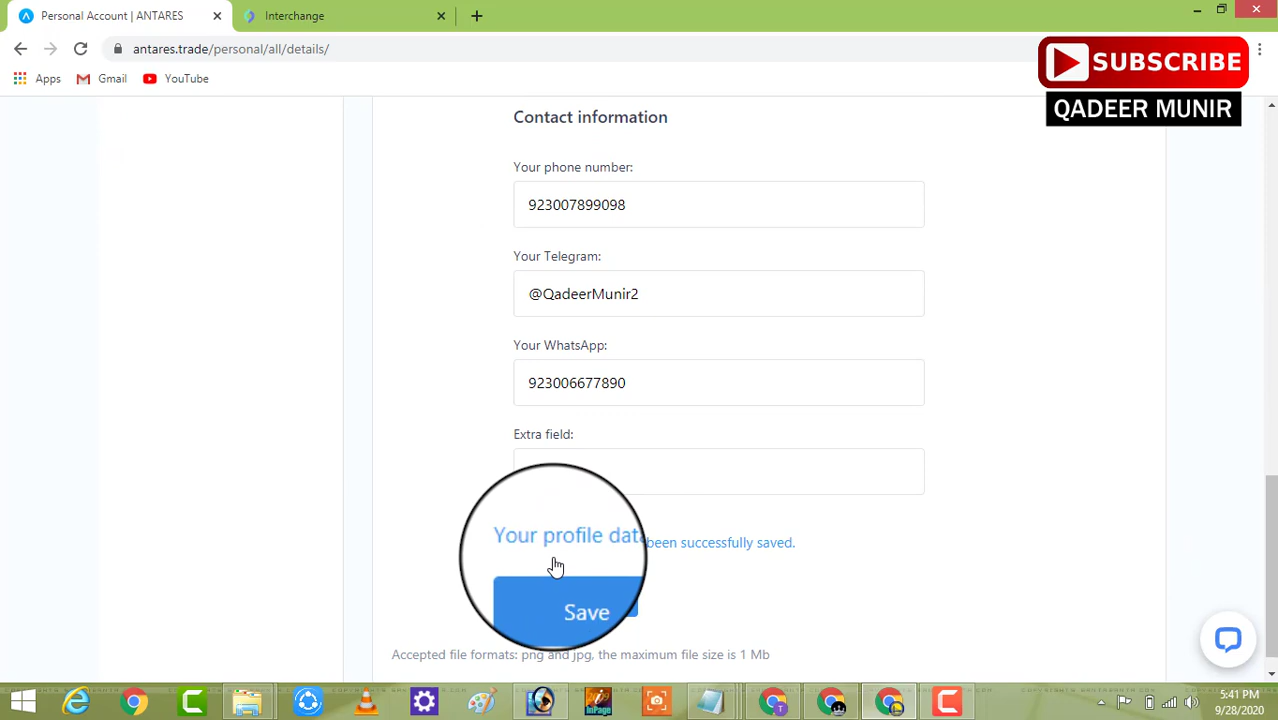 Personal Account | ANTARES
Interchange
antares.trade/personal/all/details/
Apps
Gmail
YouTube
SUBSCRIBE
QADEER MUNIR
Contact information
Your phone number:
923007899098
Your Telegram:
@QadeerMunir2
Your WhatsApp:
923006677890
Extra field:
Your profile dat been successfully saved.
Save
Accepted file formats: png and jpg, the maximum file size is 1 Mb
InPage
5:41 PM
9/28/2020